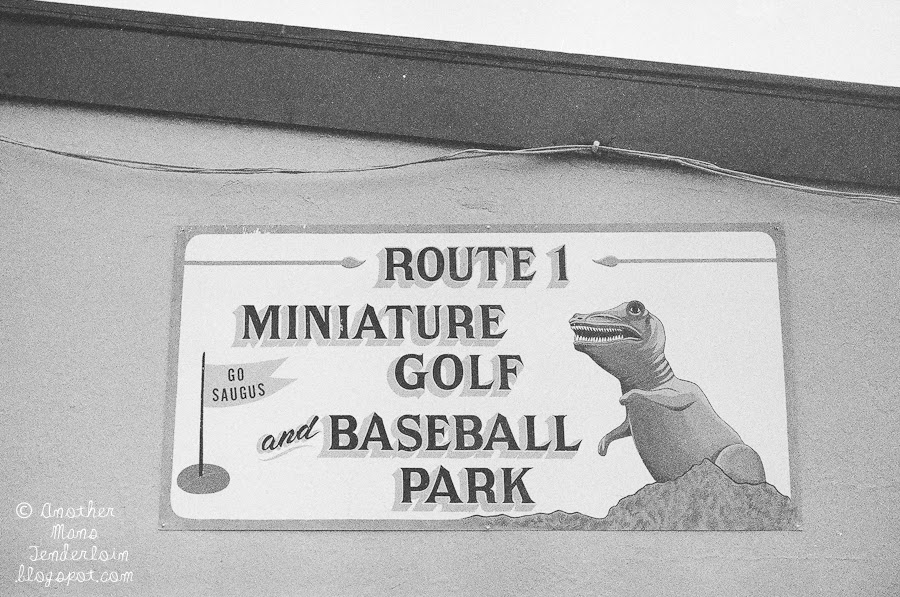 ROUTE 1
MINIATURE
GOLF
GO
SAUGUS
and BASEBALL
PARK
© Another
Mans
Tenderloin
blogspot.com